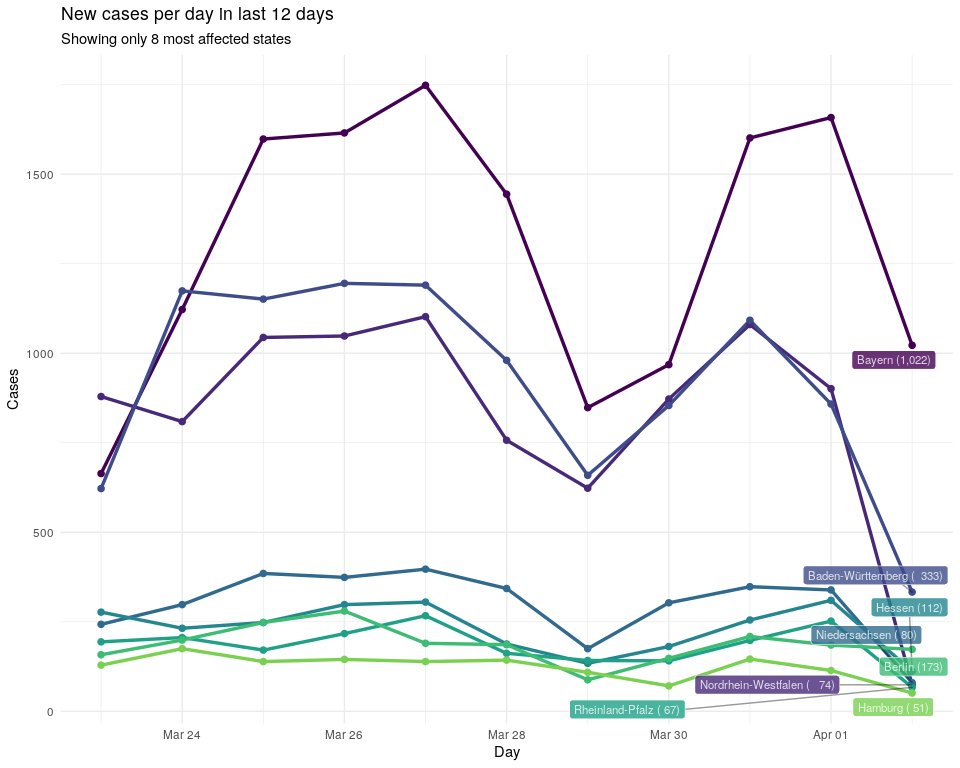 New cases per day in last 12 days
Showing only 8 most affected states
Cases
1500
1000
500
0
Bayern (1,022)
Baden-Württemberg (  333)
Hessen (112)
Niedersachsen ( 80)
Berlin (173)
Nordrhein-Westfalen (   74)
Rheinland-Pfalz ( 67)
Hamburg ( 51)
Mar 24
Mar 26
Mar 28
Mar 30
Apr 01
Day